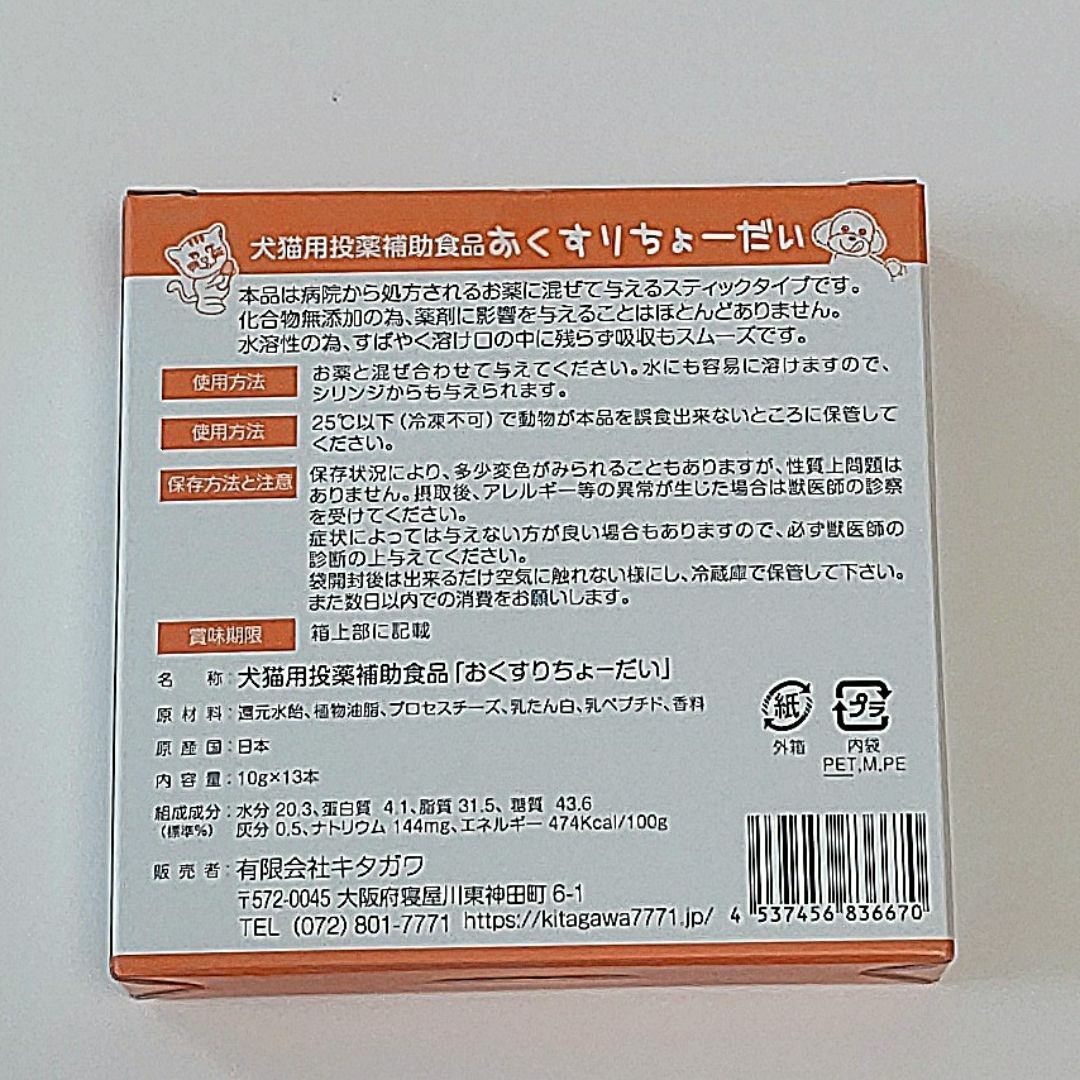 犬猫用投薬補助食品おくすりちょーだい
本品は病院から処方されるお薬に混ぜて与えるスティックタイプです。
化合物無添加の為、薬剤に影響を与えることはほとんどありません。
水溶性の為、すばやく溶け口の中に残らず吸収もスムーズです。
使用方法 お薬と混ぜ合わせて与えてください。水にも容易に溶けますので、
シリンジからも与えられます。
使用方法 25℃以下(冷凍不可)で動物が本品を誤食出来ないところに保管して
ください。
保存方法と注意 保存状況により、多少変色がみられることもありますが、性質上問題は
ありません。摂取後、アレルギー等の異常が生じた場合は獣医師の診察
を受けてください。
症状によっては与えない方が良い場合もありますので、必ず獣医師の
診断の上与えてください。
袋開封後は出来るだけ空気に触れない様にし、冷蔵庫で保管して下さい。
また数日以内での消費をお願いします。
賞味期限 箱上部に記載
名 称:犬猫用投薬補助食品「おくすりちょーだい」
原材料:還元水飴、植物油脂、プロセスチーズ、乳たん白、乳ペプチド、香料
原産国:日本
内容量:10g×13本
組成成分:水分 20.3、蛋白質 4.1、脂質 31.5、糖質 43.6
(標準%) 灰分 0.5、ナトリウム 144mg、エネルギー 474Kcal/100g
販売者:有限会社キタガワ
〒572-0045 大阪府寝屋川東神田町 6-1
TEL (072) 801-7771 https://kitagawa7771.jp/
紙
外箱
プラ
内袋
PET,M,PE
4 537456 836670